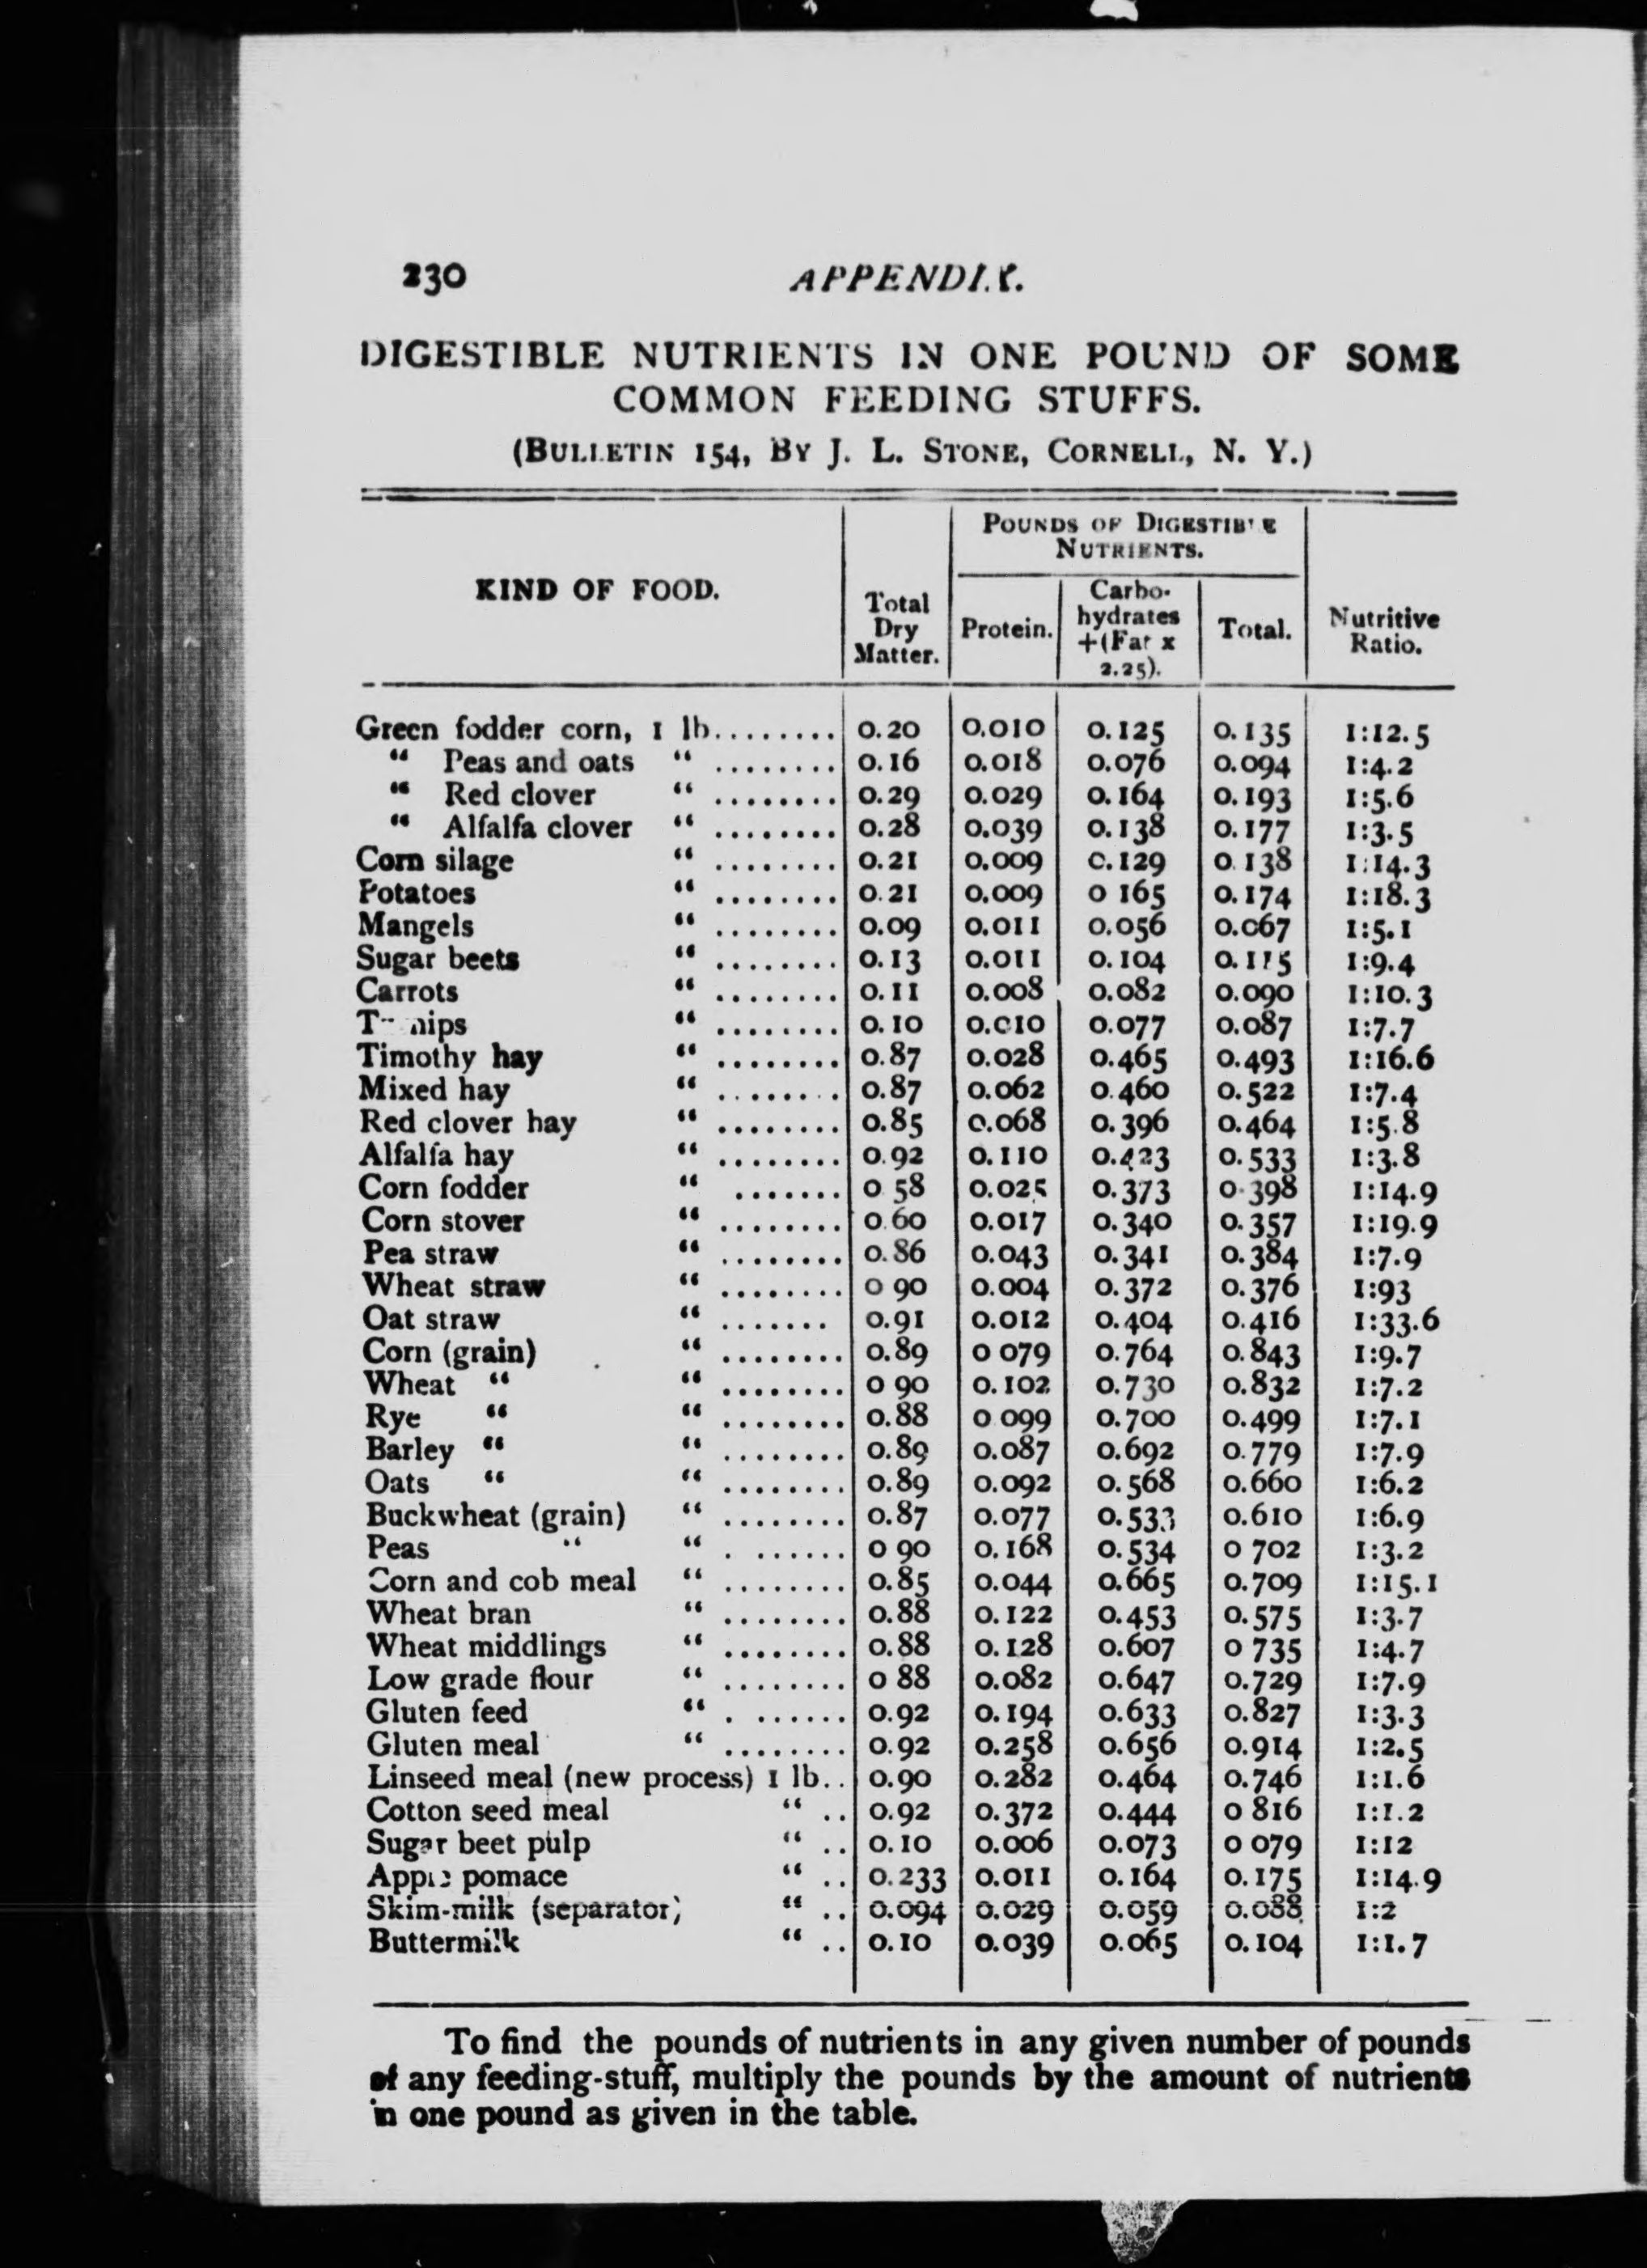 230 APPENDIX.
DIGESTIBLE NUTRIENTS IN ONE POUND OF SOME
COMMON FEEDING STUFFS.
(BULLETIN 154, BY J. L. STONE, CORNELL, N. Y.)
POUNDS OF DIGESTIBLE
NUTRIENTS.
KIND OF FOOD. Total Dry Matter. Protein. Carbo-hydrates +(Fat x 2.25). Total. Nutritive Ratio.
Green fodder corn, 1 lb........ 0.20 0.010 0.125 0.135 1:12.5
“ Peas and oats “ ........ 0.16 0.018 0.076 0.094 1:4.2
“ Red clover “ ........ 0.29 0.029 0.164 0.193 1:5.6
“ Alfalfa clover “ ........ 0.28 0.039 0.138 0.177 1:3.5
Corn silage “ ........ 0.21 0.009 0.129 0.138 1:14.3
Potatoes “ ........ 0.21 0.009 0 165 0.174 1:18.3
Mangels “ ........ 0.09 0.011 0.056 0.067 1:5.1
Sugar beets “ ........ 0.13 0.011 0.104 0.115 1:9.4
Carrots “ ........ 0.11 0.008 0.082 0.090 1:10.3
Turnips “ ........ 0.10 0.010 0.077 0.087 1:7.7
Timothy hay “ ........ 0.87 0.028 0.465 0.493 1:16.6
Mixed hay “ ........ 0.87 0.062 0.460 0.522 1:7.4
Red clover hay “ ........ 0.85 0.068 0.396 0.464 1:5.8
Alfalfa hay “ ........ 0.92 0.110 0.423 0.533 1:3.8
Corn fodder “ ....... 0 58 0.025 0.373 0.398 1:14.9
Corn stover “ ........ 0.60 0.017 0.340 0.357 1:19.9
Pea straw “ ........ 0.86 0.043 0.341 0.384 1:7.9
Wheat straw “ ........ 0 90 0.004 0.372 0.376 1:93
Oat straw “ ....... 0.91 0.012 0.404 0.416 1:33.6
Corn (grain) “ ........ 0.89 0 079 0.764 0.843 1:9.7
Wheat “ “ ........ 0 90 0.102 0.730 0.832 1:7.2
Rye “ “ ........ 0.88 0 099 0.700 0.499 1:7.1
Barley “ “ ........ 0.89 0.087 0.692 0.779 1:7.9
Oats “ “ ........ 0.89 0.092 0.568 0.660 1:6.2
Buckwheat (grain) “ ........ 0.87 0.077 0.533 0.610 1:6.9
Peas “ “ . ...... 0 90 0.168 0.534 0 702 1:3.2
Corn and cob meal “ ........ 0.85 0.044 0.665 0.709 1:15.1
Wheat bran “ ........ 0.88 0.122 0.453 0.575 1:3.7
Wheat middlings “ ........ 0.88 0.128 0.607 0 735 1:4.7
Low grade flour “ ........ 0 88 0.082 0.647 0.729 1:7.9
Gluten feed “ . ...... 0.92 0.194 0.633 0.827 1:3.3
Gluten meal “ ........ 0.92 0.258 0.656 0.914 1:2.5
Linseed meal (new process) 1 lb.. 0.90 0.282 0.464 0.746 1:1.6
Cotton seed meal “ .. 0.92 0.372 0.444 0 816 1:1.2
Sugar beet pulp “ .. 0.10 0.006 0.073 0 079 1:12
Apple pomace “ .. 0.233 0.011 0.164 0.175 1:14.9
Skim-milk (separator) “ .. 0.094 0.029 0.059 0.088 1:2
Buttermilk “ .. 0.10 0.039 0.065 0.104 1:1.7
To find the pounds of nutrients in any given number of pounds
of any feeding-stuff, multiply the pounds by the amount of nutrients
in one pound as given in the table.